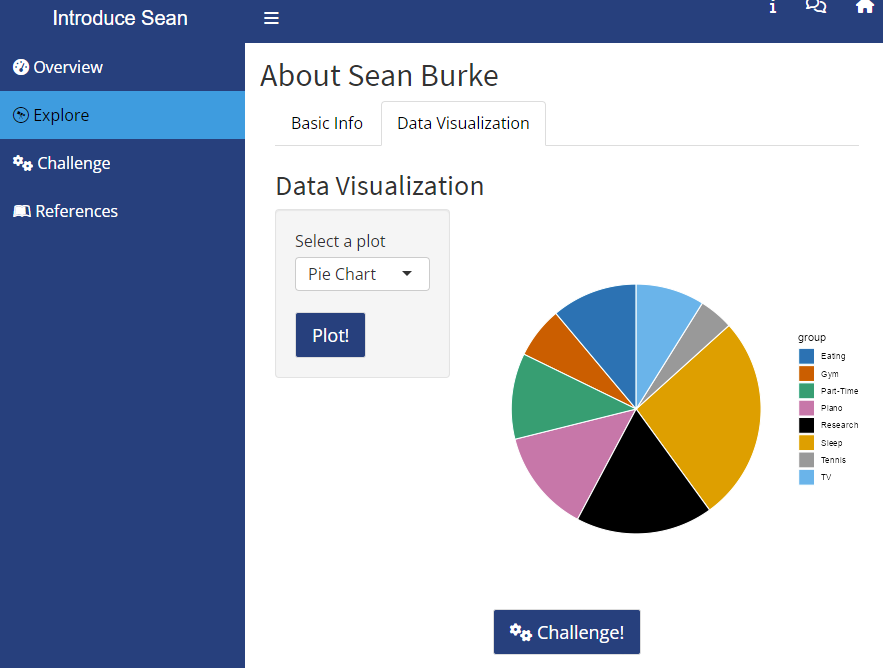 Introduce Sean
Overview
Explore
Challenge
References
About Sean Burke
Basic Info
Data Visualization
Data Visualization
Select a plot
Pie Chart
Plot!
group
Eating
Gym
Part-Time
Piano
Research
Sleep
Tennis
TV
Challenge!